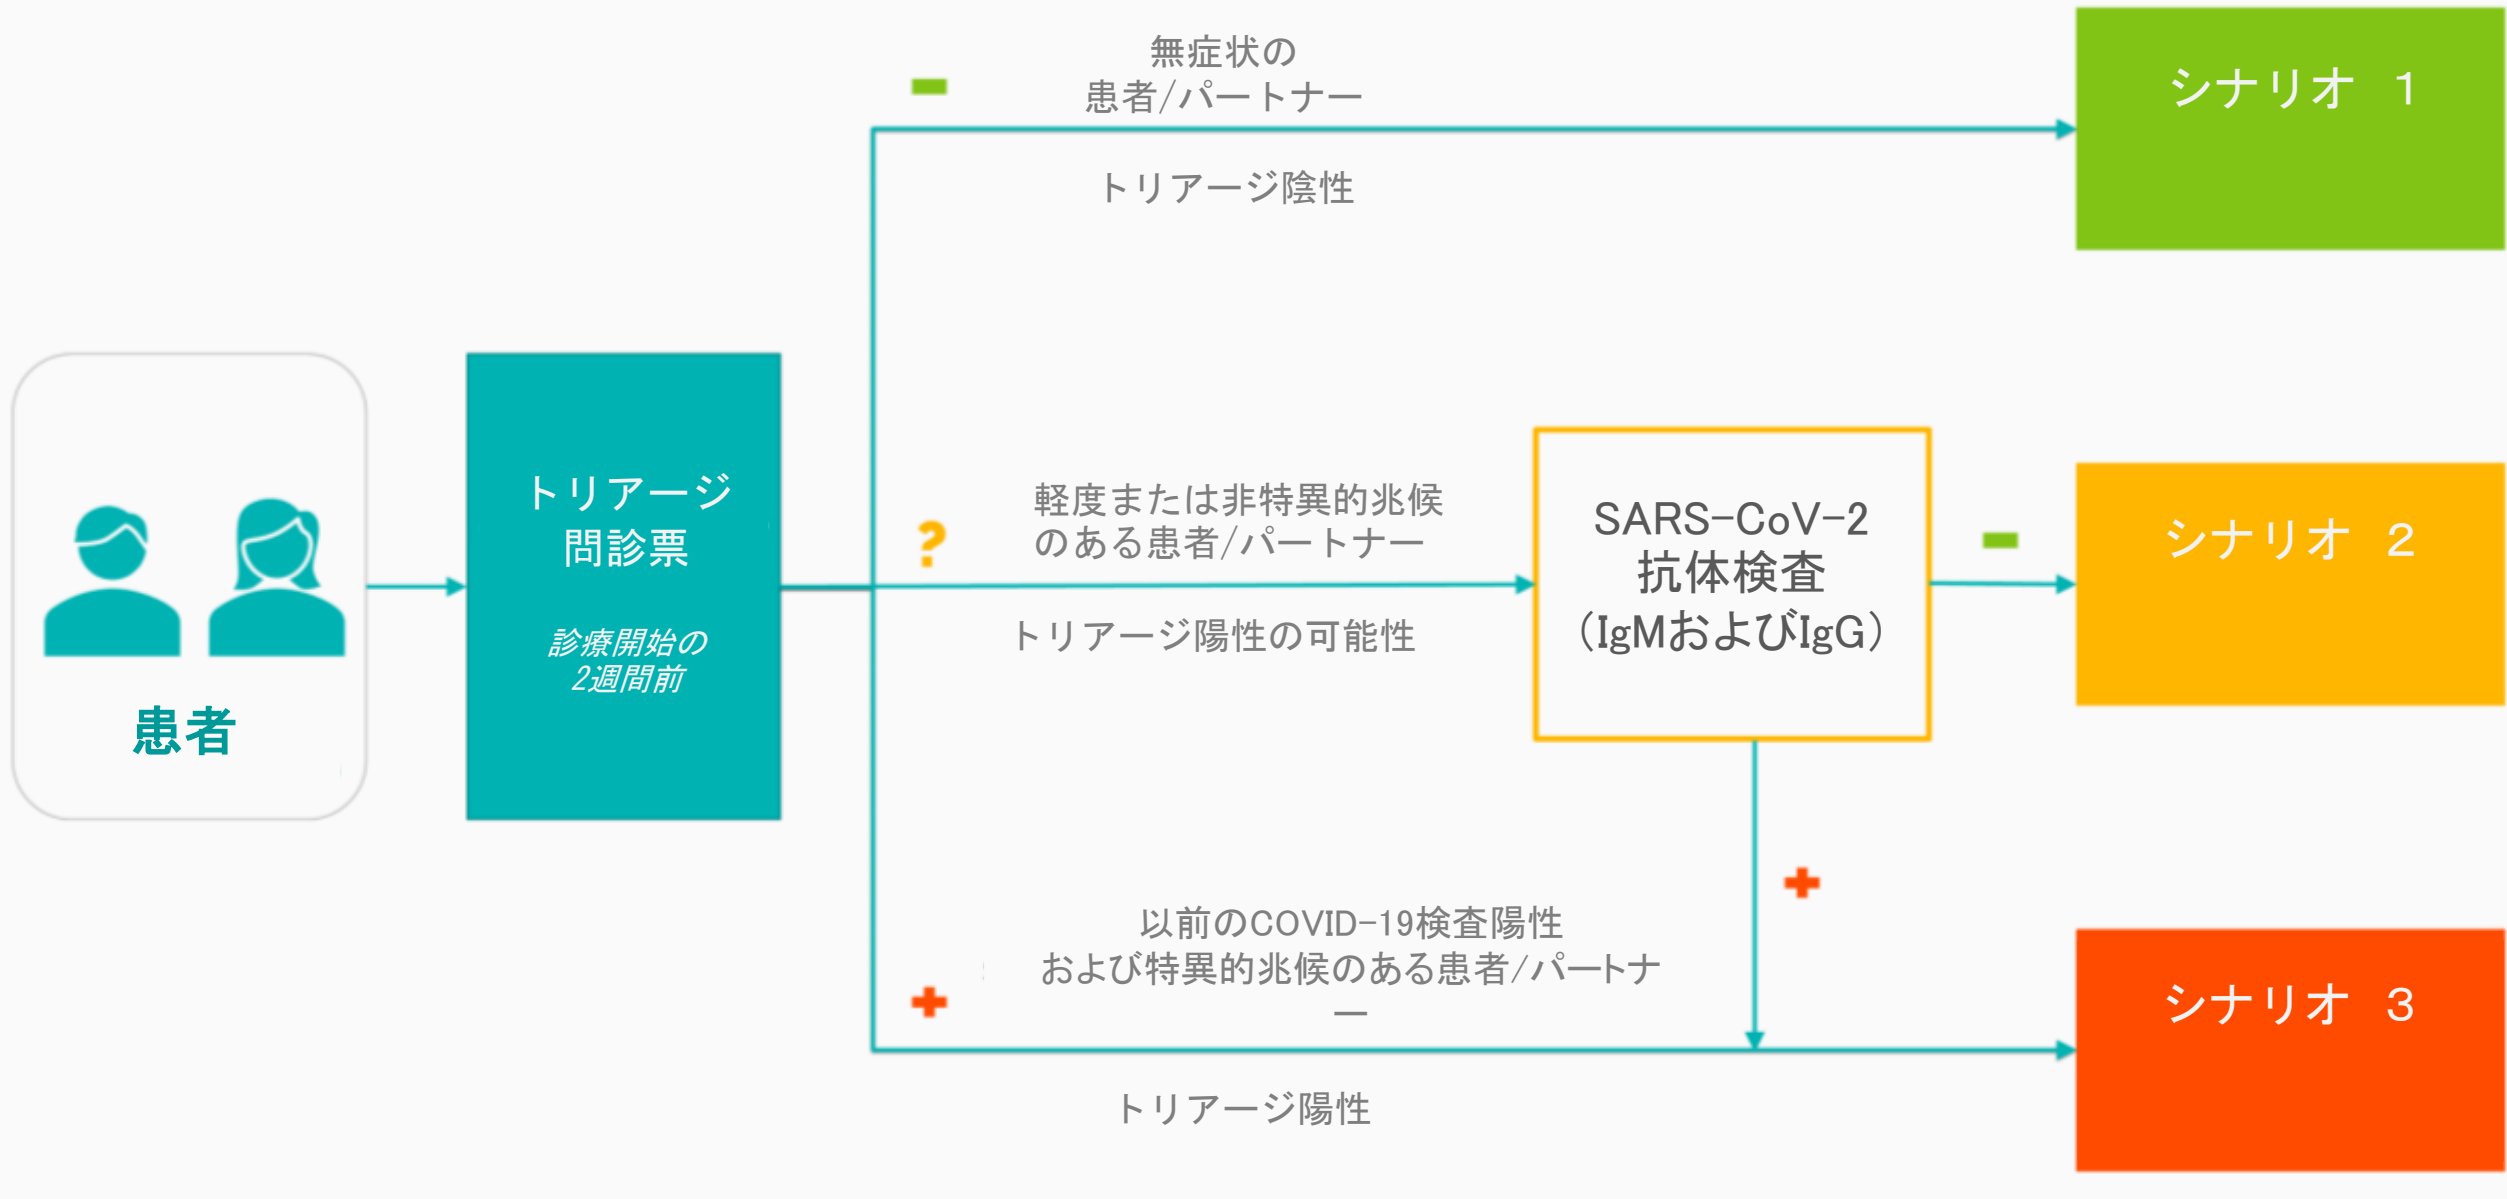 患者
トリアージ
問診票
診療開始の
2週間前
無症状の
患者/パートナー
トリアージ陰性
シナリオ 1
?
軽度または非特異的兆候
のある患者/パートナー
トリアージ陽性の可能性
SARS-CoV-2
抗体検査
(IgMおよびIgG)
シナリオ 2
以前のCOVID-19検査陽性
および特異的兆候のある患者/パートナ
ー
トリアージ陽性
シナリオ 3